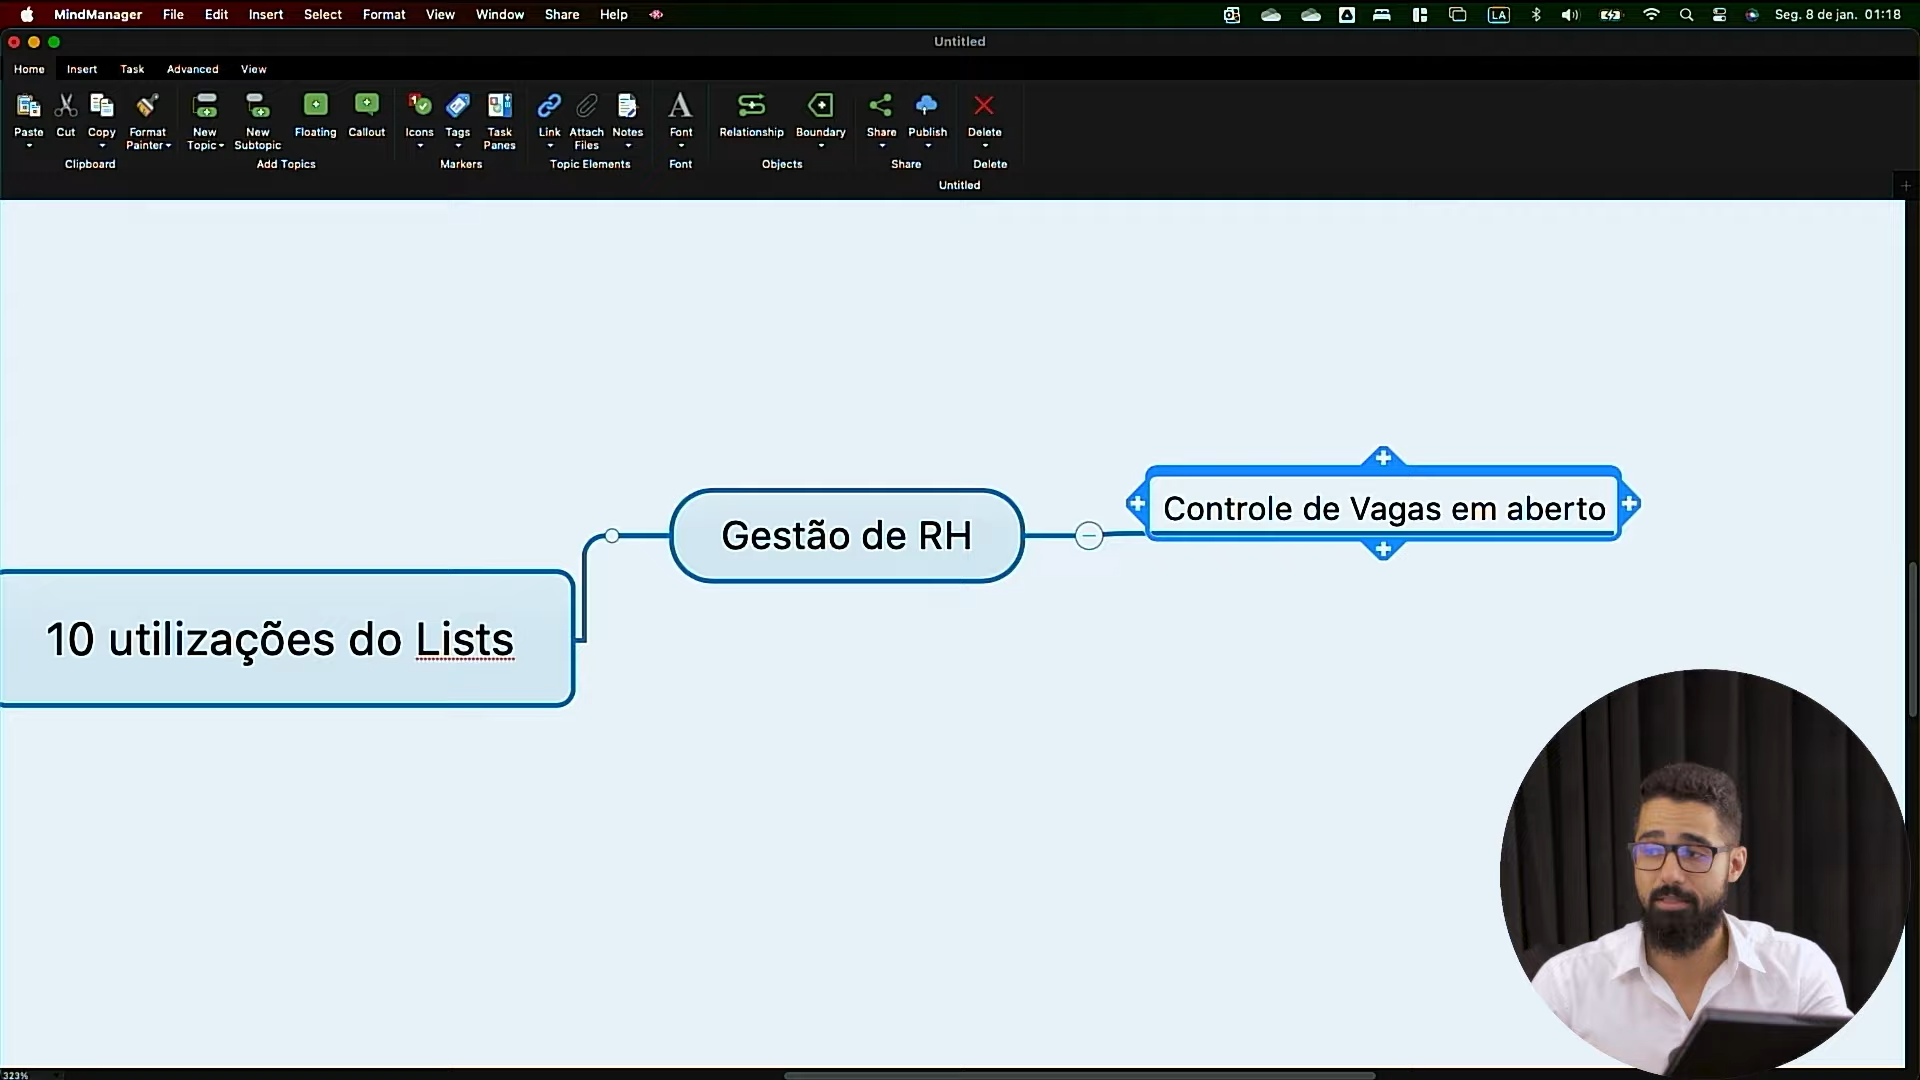 MindManager File Edit Insert Select Format View Window Share Help
LA Seg. 8 de jan. 01:18
Untitled
Home Insert Task Advanced View
Paste Cut Copy Format Painter New Topic New Subtopic Floating Callout Icons Tags Task Panes Link Attach Files Notes Font Relationship Boundary Share Publish Delete
Clipboard Add Topics Markers Topic Elements Font Objects Share Delete
Untitled
Controle de Vagas em aberto
Gestão de RH
10 utilizações do Lists
323%